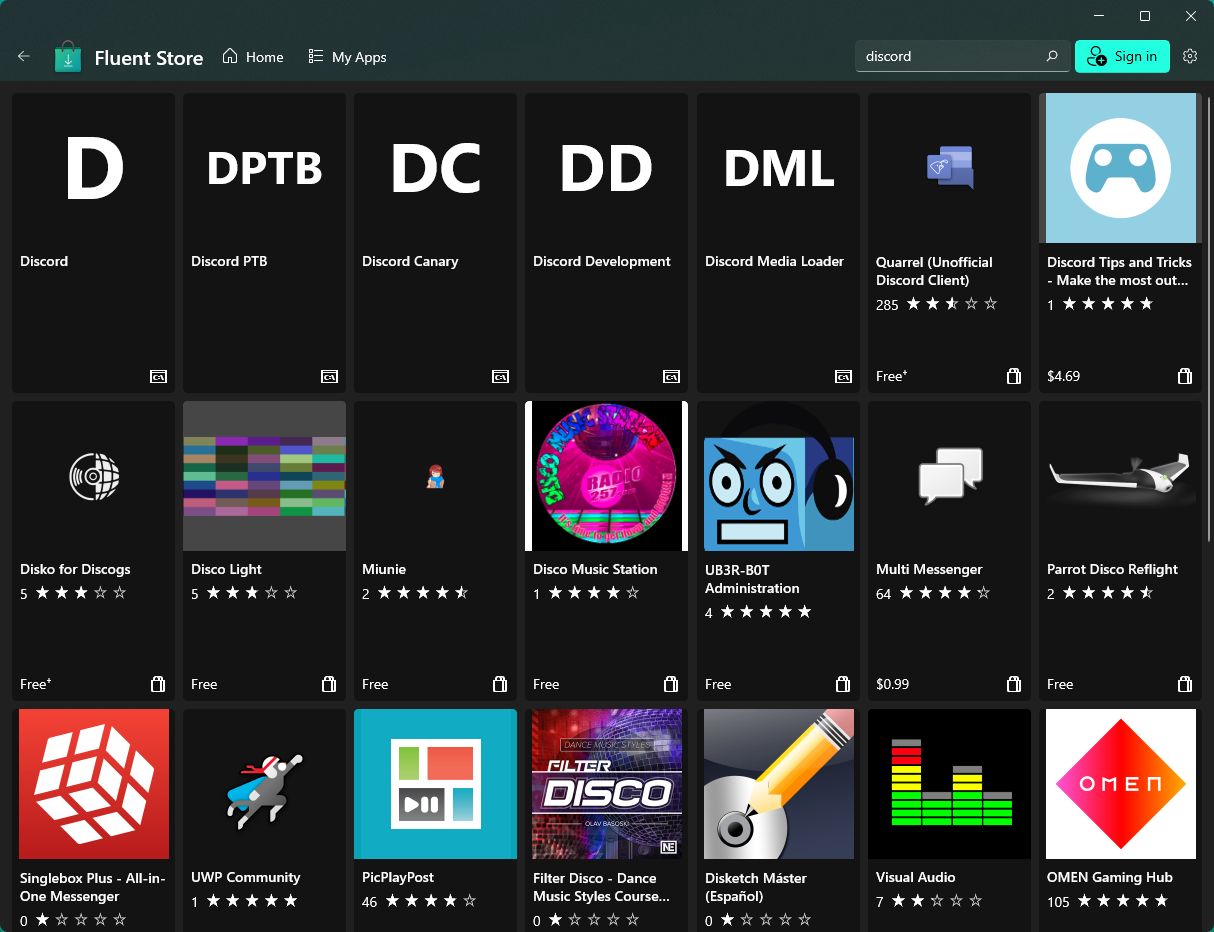 Fluent Store
Home
My Apps
discord
Sign in
D
DPTB
DC
DD
DML
Discord
Discord PTB
Discord Canary
Discord Development
Discord Media Loader
Quarrel (Unofficial
Discord Client)
285
Discord Tips and Tricks
- Make the most out...
1
Free⁺
$4.69
RADIO
Disko for Discogs
5
Disco Light
5
Miunie
2
Disco Music Station
1
UB3R-B0T
Administration
4
Multi Messenger
64
Parrot Disco Reflight
2
Free⁺
Free
Free
Free
Free
$0.99
Free
DANCE MUSIC STYLES
FILTER
DISCO
OLAV BASOSKI
NE
OMEN
Singlebox Plus - All-in-
One Messenger
0
UWP Community
1
PicPlayPost
46
Filter Disco - Dance
Music Styles Course...
0
Disketch Máster
(Español)
0
Visual Audio
7
OMEN Gaming Hub
105